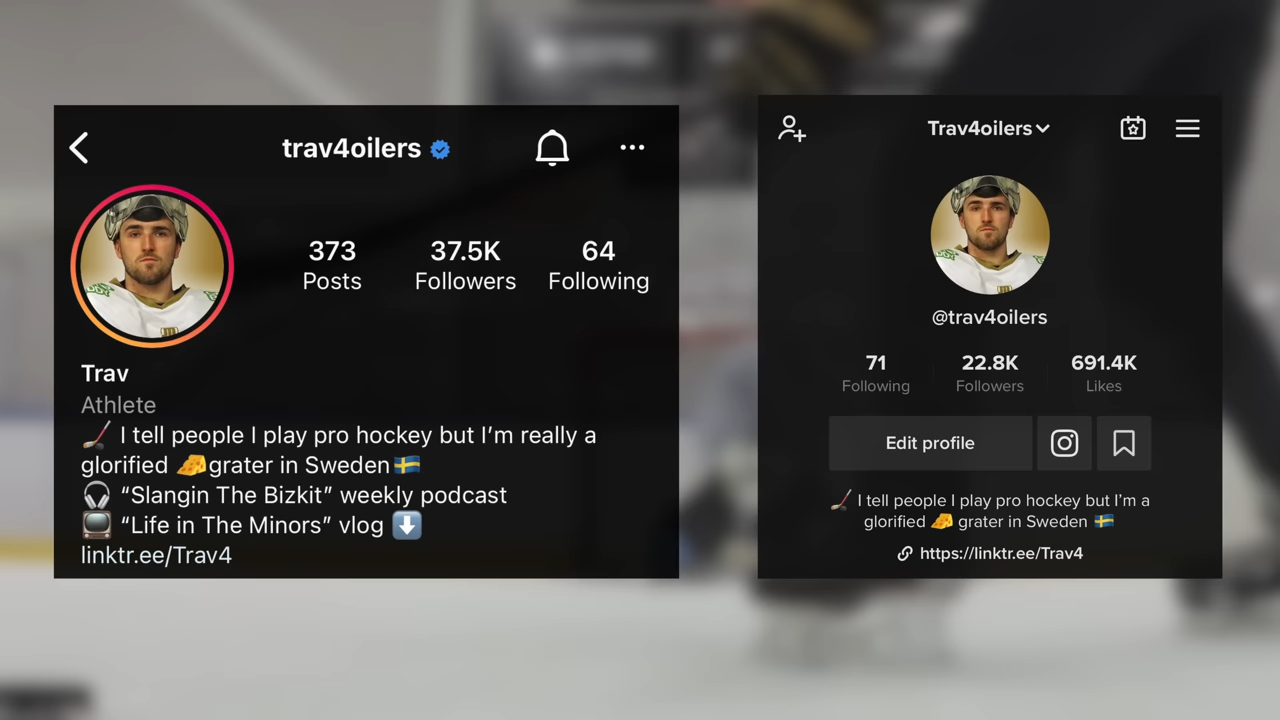 trav4oilers
373
Posts
37.5K
Followers
64
Following
Trav
Athlete
🏒 I tell people I play pro hockey but I’m really a
glorified 🧀grater in Sweden🇸🇪
🎧 “Slangin The Bizkit” weekly podcast
📺 “Life in The Minors” vlog ⬇️
linktr.ee/Trav4
Trav4oilers
@trav4oilers
71
Following
22.8K
Followers
691.4K
Likes
Edit profile
🏒 I tell people I play pro hockey but I’m a
glorified 🧀 grater in Sweden 🇸🇪
https://linktr.ee/Trav4